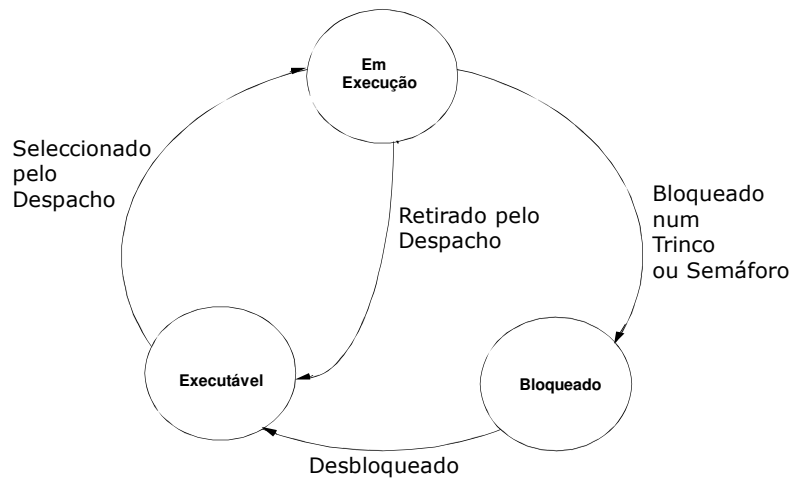 Em
Execução
Seleccionado
pelo
Despacho
Retirado pelo
Despacho
Bloqueado
num
Trinco
ou Semáforo
Executável
Bloqueado
Desbloqueado